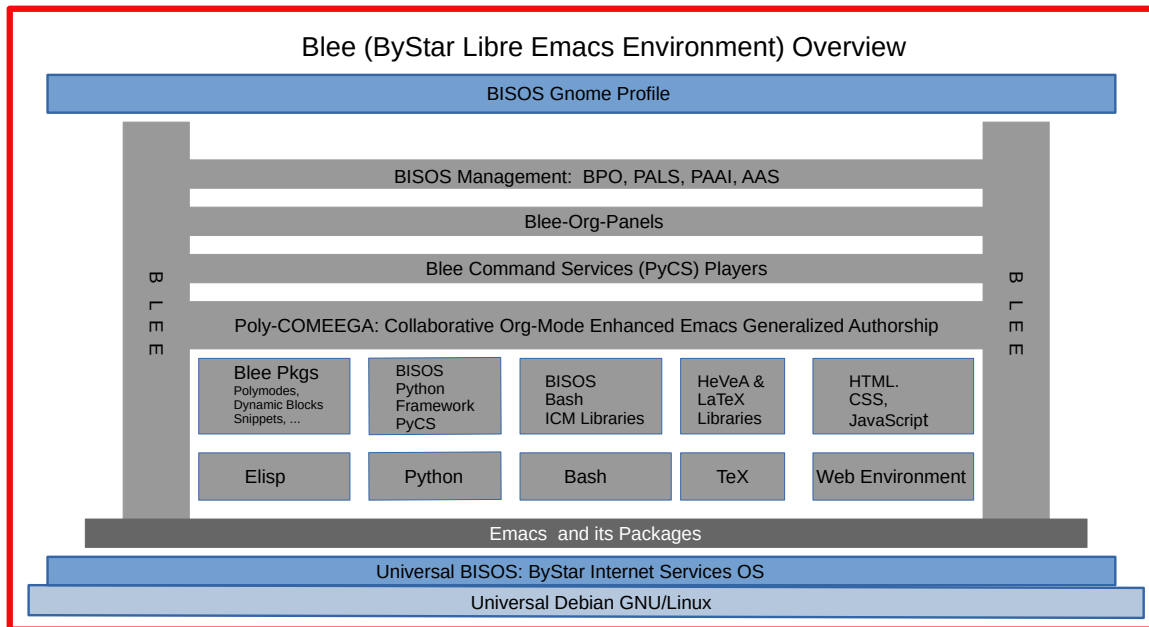 Blee (ByStar Libre Emacs Environment) Overview
BISOS Gnome Profile
BISOS Management:  BPO, PALS, PAAI, AAS
Blee-Org-Panels
Blee Command Services (PyCS) Players
B L E E
B L E E
Poly-COMEEGA: Collaborative Org-Mode Enhanced Emacs Generalized Authorship
Blee Pkgs
Polymodes,
Dynamic Blocks
Snippets, ...
BISOS
Python
Framework
PyCS
BISOS
Bash
ICM Libraries
HeVeA &
LaTeX
Libraries
HTML.
CSS,
JavaScript
Elisp
Python
Bash
TeX
Web Environment
Emacs  and its Packages
Universal BISOS: ByStar Internet Services OS
Universal Debian GNU/Linux